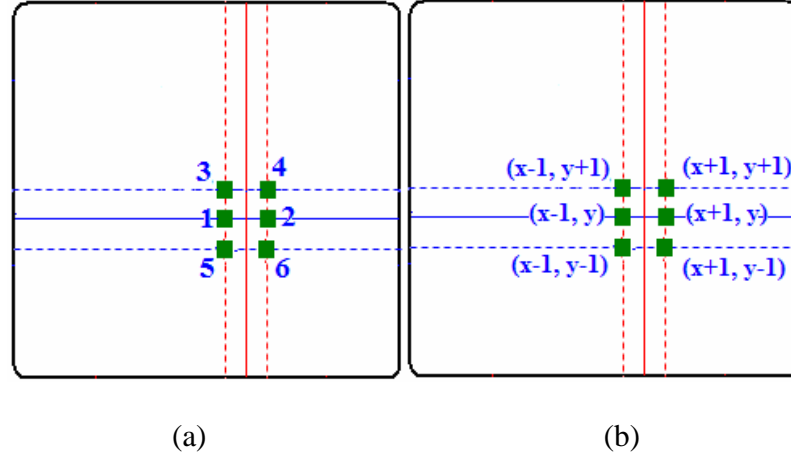 3 4
1 2
5 6
(x-1, y+1) (x+1, y+1)
(x-1, y) (x+1, y)
(x-1, y-1) (x+1, y-1)
(a) (b)